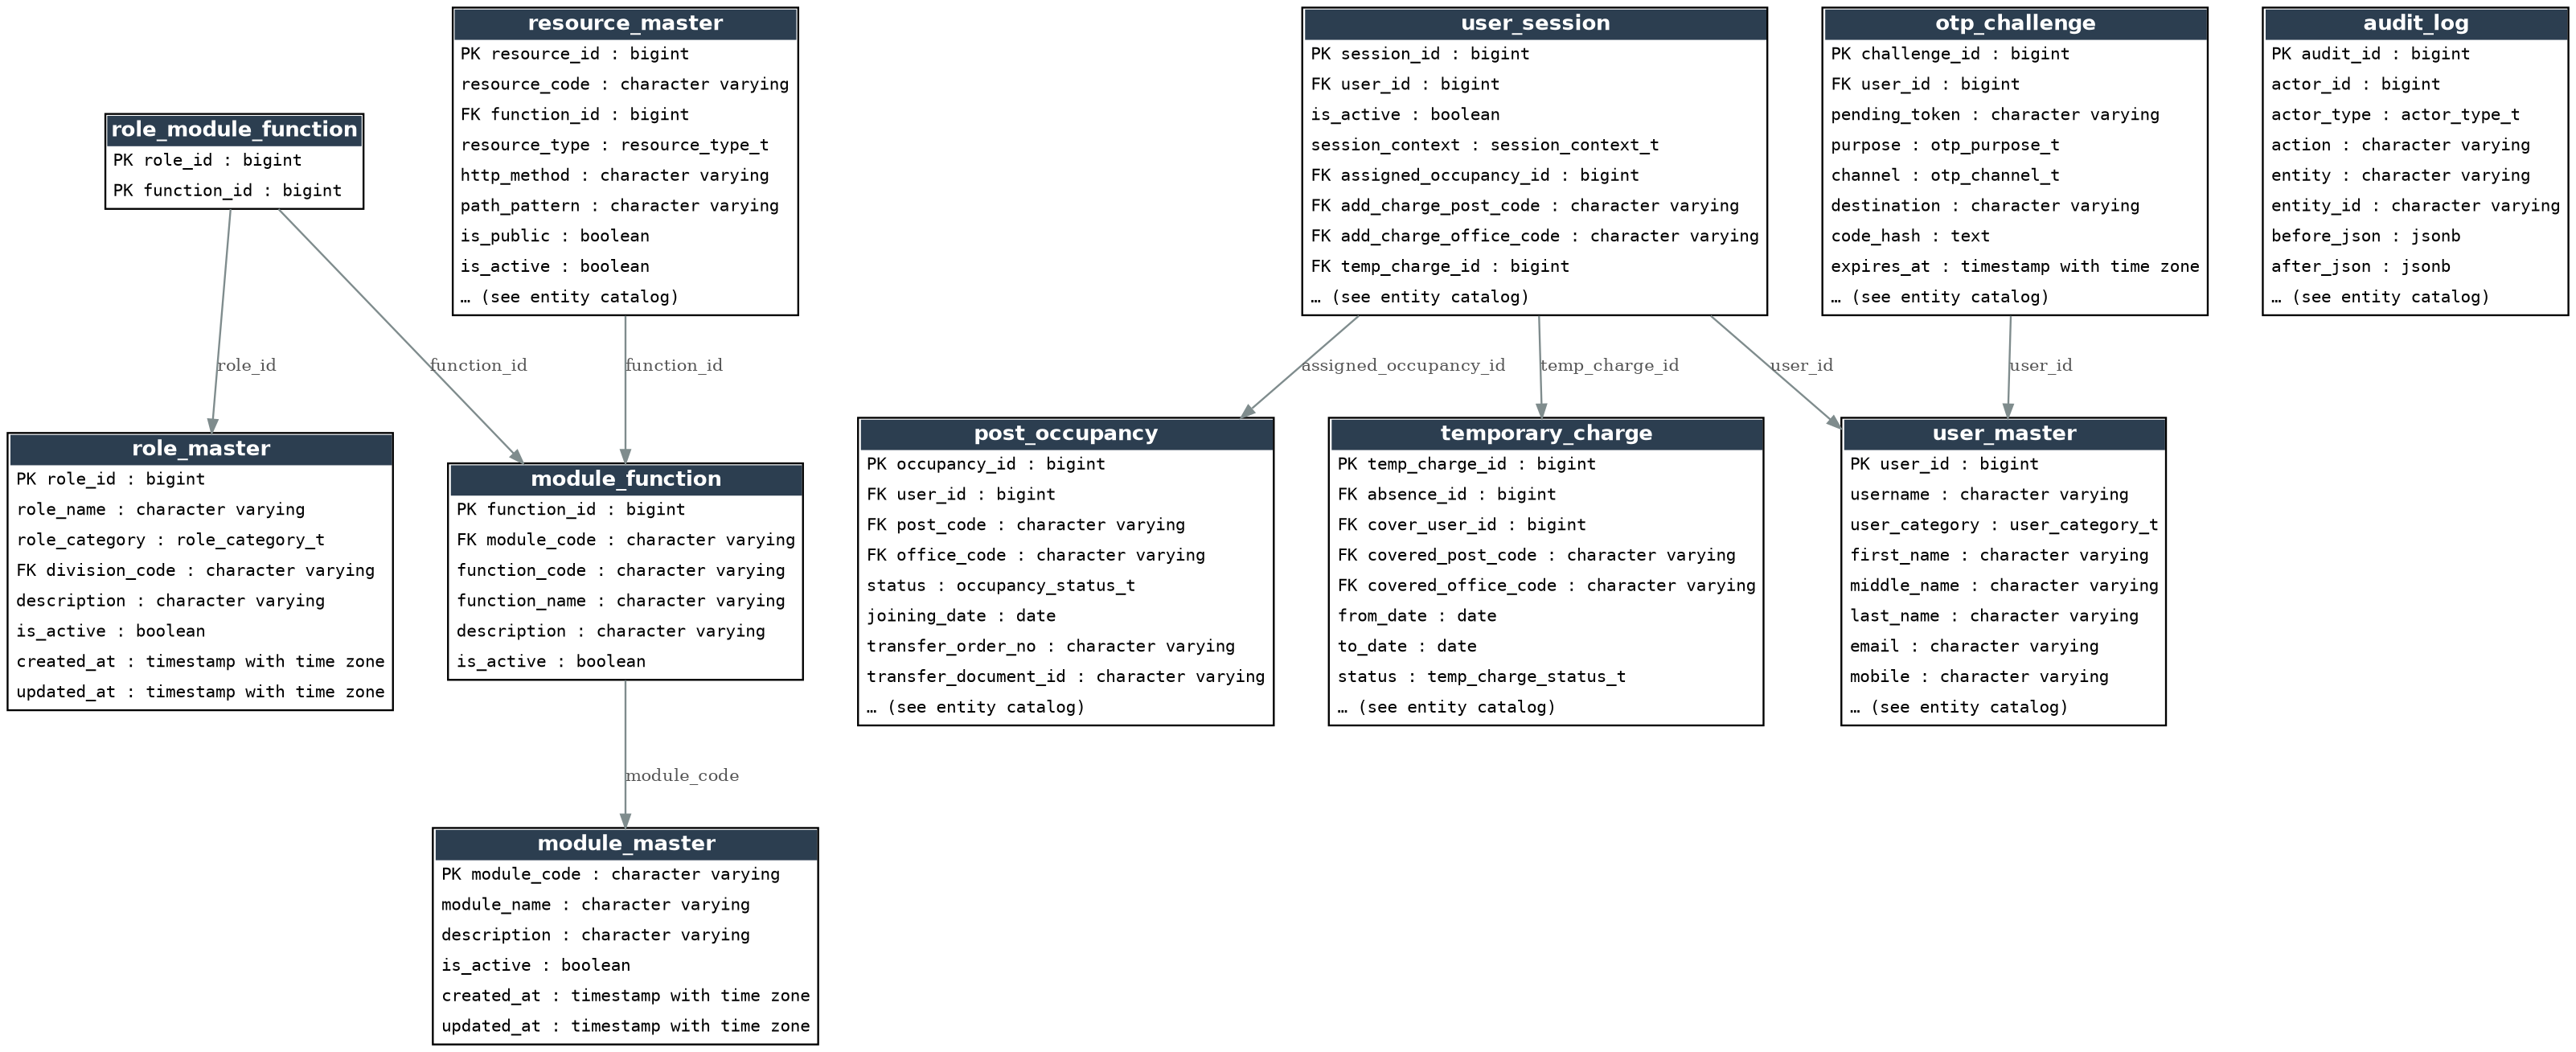 resource_master
PK resource_id : bigint
resource_code : character varying
FK function_id : bigint
resource_type : resource_type_t
http_method : character varying
path_pattern : character varying
is_public : boolean
is_active : boolean
… (see entity catalog)
user_session
PK session_id : bigint
FK user_id : bigint
is_active : boolean
session_context : session_context_t
FK assigned_occupancy_id : bigint
FK add_charge_post_code : character varying
FK add_charge_office_code : character varying
FK temp_charge_id : bigint
… (see entity catalog)
otp_challenge
PK challenge_id : bigint
FK user_id : bigint
pending_token : character varying
purpose : otp_purpose_t
channel : otp_channel_t
destination : character varying
code_hash : text
expires_at : timestamp with time zone
… (see entity catalog)
audit_log
PK audit_id : bigint
actor_id : bigint
actor_type : actor_type_t
action : character varying
entity : character varying
entity_id : character varying
before_json : jsonb
after_json : jsonb
… (see entity catalog)
role_module_function
PK role_id : bigint
PK function_id : bigint
role_id
function_id
function_id
assigned_occupancy_id
temp_charge_id
user_id
user_id
role_master
PK role_id : bigint
role_name : character varying
role_category : role_category_t
FK division_code : character varying
description : character varying
is_active : boolean
created_at : timestamp with time zone
updated_at : timestamp with time zone
module_function
PK function_id : bigint
FK module_code : character varying
function_code : character varying
function_name : character varying
description : character varying
is_active : boolean
post_occupancy
PK occupancy_id : bigint
FK user_id : bigint
FK post_code : character varying
FK office_code : character varying
status : occupancy_status_t
joining_date : date
transfer_order_no : character varying
transfer_document_id : character varying
… (see entity catalog)
temporary_charge
PK temp_charge_id : bigint
FK absence_id : bigint
FK cover_user_id : bigint
FK covered_post_code : character varying
FK covered_office_code : character varying
from_date : date
to_date : date
status : temp_charge_status_t
… (see entity catalog)
user_master
PK user_id : bigint
username : character varying
user_category : user_category_t
first_name : character varying
middle_name : character varying
last_name : character varying
email : character varying
mobile : character varying
… (see entity catalog)
module_code
module_master
PK module_code : character varying
module_name : character varying
description : character varying
is_active : boolean
created_at : timestamp with time zone
updated_at : timestamp with time zone